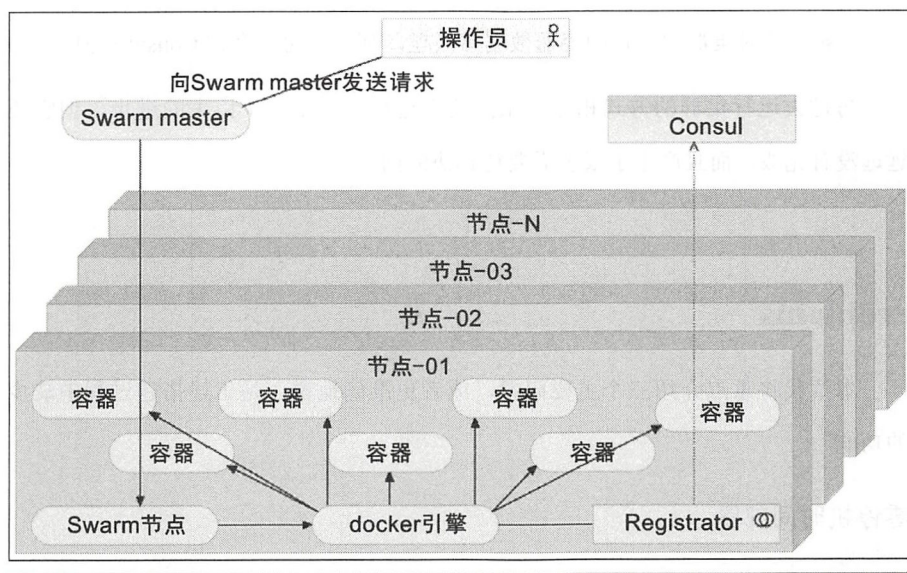 操作员
向Swarm master发送请求
Swarm master
Consul
节点-N
节点-03
节点-02
节点-01
容器
容器
容器
容器
容器
容器
容器
Swarm节点
docker引擎
Registrator